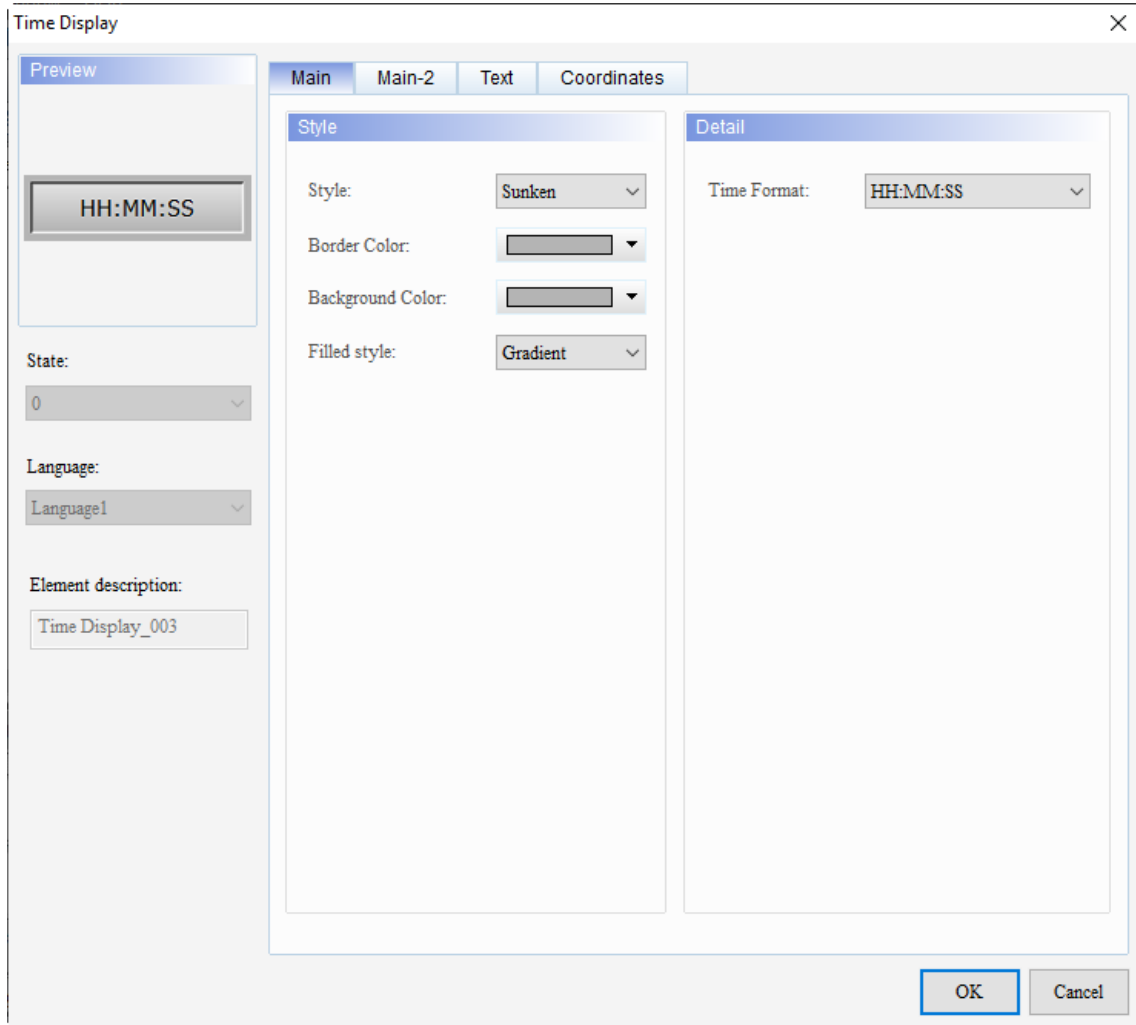 Time Display
Preview
HH:MM:SS
State:
0
Language:
Language1
Element description:
Time Display_003
Main Main-2 Text Coordinates
Style
Style: Sunken
Border Color:
Background Color:
Filled style: Gradient
Detail
Time Format: HH:MM:SS
OK Cancel